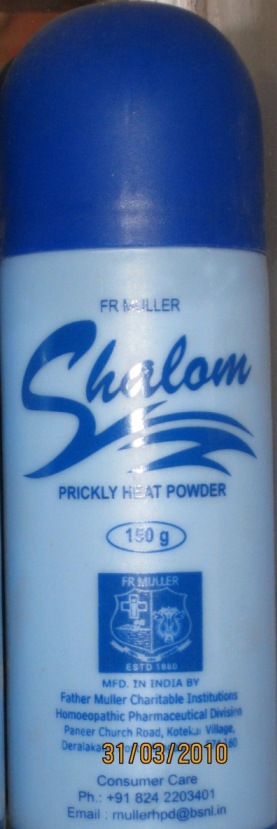 FR MULLER
Shalom
PRICKLY HEAT POWDER
150 g
FR MULLER
ESTD 1880
MFD. IN INDIA BY
Father Muller Charitable Institutions
Homoeopathic Pharmaceutical Division
Paneer Church Road, Kotekar Village,
31/03/2010
Consumer Care
Ph.: +91 824 2203401
Email : mullerhpd@bsnl.in